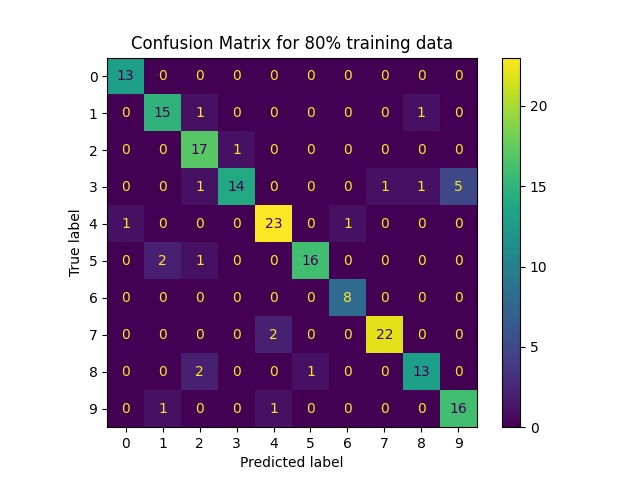 Confusion Matrix for 80% training data
0 13 0 0 0 0 0 0 0 0 0
1 0 15 1 0 0 0 0 0 1 0
2 0 0 17 1 0 0 0 0 0 0
3 0 0 1 14 0 0 0 1 1 5
4 1 0 0 0 23 0 1 0 0 0
5 0 2 1 0 0 16 0 0 0 0
6 0 0 0 0 0 0 8 0 0 0
7 0 0 0 0 2 0 0 22 0 0
8 0 0 2 0 0 1 0 0 13 0
9 0 1 0 0 1 0 0 0 0 16
0 1 2 3 4 5 6 7 8 9
Predicted label
True label
20
15
10
5
0